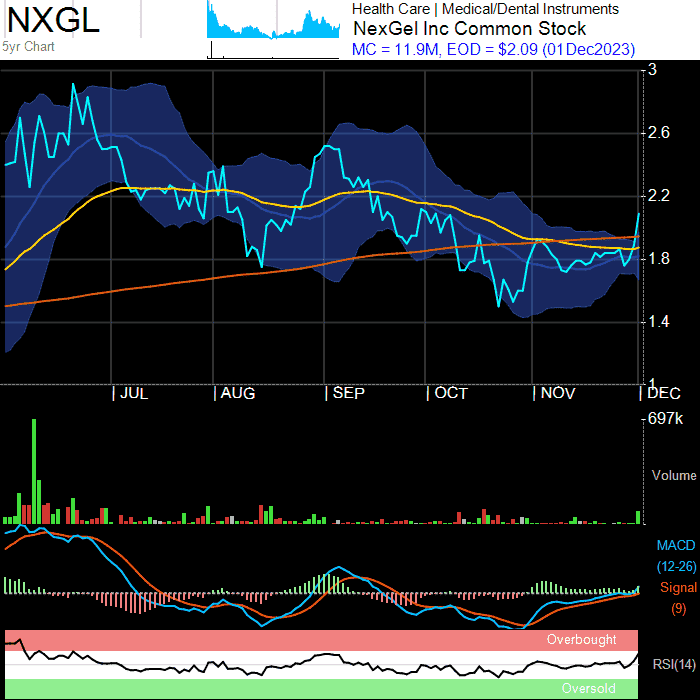 NXGL
5yr Chart
Health Care | Medical/Dental Instruments
NexGel Inc Common Stock
MC = 11.9M, EOD = $2.09 (01Dec2023)
3
2.6
2.2
1.8
1.4
1
JUL AUG SEP OCT NOV DEC
697k
Volume
MACD
(12-26)
Signal
(9)
Overbought
RSI(14)
Oversold